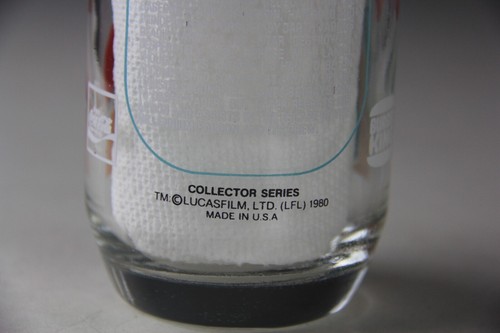 COLLECTOR SERIES
TM:©LUCASFILM, LTD. (LFL) 1980
MADE IN U.S.A